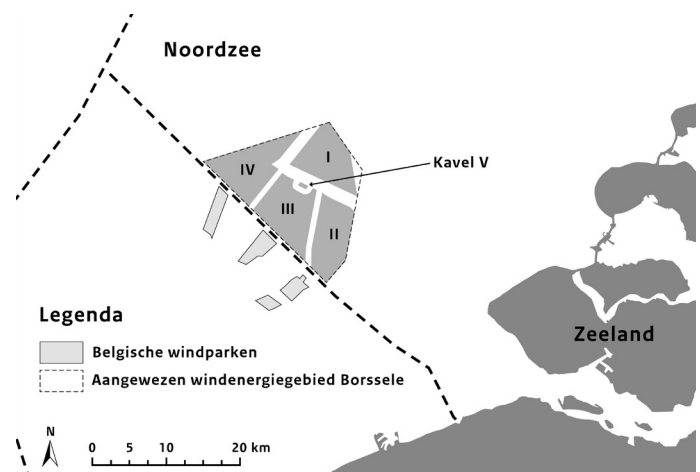 Noordzee
I
IV
Kavel V
III
II
Legenda
Zeeland
Belgische windparken
Aangewezen windenergiegebied Borssele
N
0 5 10 20 km